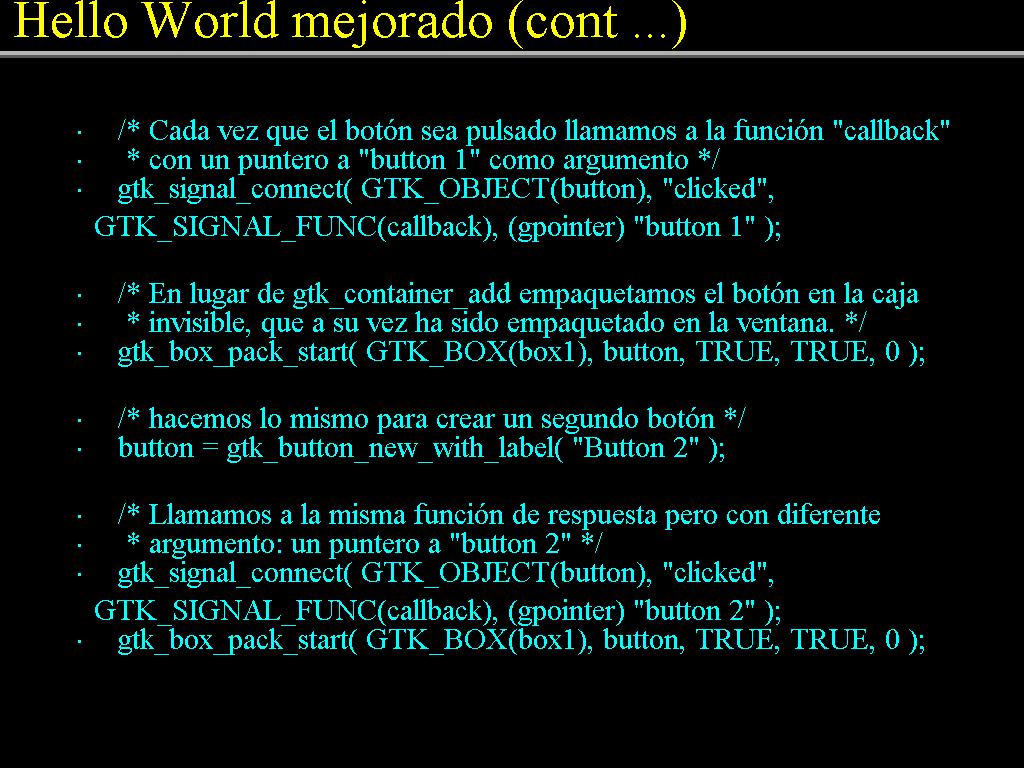 Hello World mejorado (cont ...)
· /* Cada vez que el botón sea pulsado llamamos a la función "callback"
· * con un puntero a "button 1" como argumento */
· gtk_signal_connect( GTK_OBJECT(button), "clicked",
GTK_SIGNAL_FUNC(callback), (gpointer) "button 1" );
· /* En lugar de gtk_container_add empaquetamos el botón en la caja
· * invisible, que a su vez ha sido empaquetado en la ventana. */
· gtk_box_pack_start( GTK_BOX(box1), button, TRUE, TRUE, 0 );
· /* hacemos lo mismo para crear un segundo botón */
· button = gtk_button_new_with_label( "Button 2" );
· /* Llamamos a la misma función de respuesta pero con diferente
· * argumento: un puntero a "button 2" */
· gtk_signal_connect( GTK_OBJECT(button), "clicked",
GTK_SIGNAL_FUNC(callback), (gpointer) "button 2" );
· gtk_box_pack_start( GTK_BOX(box1), button, TRUE, TRUE, 0 );